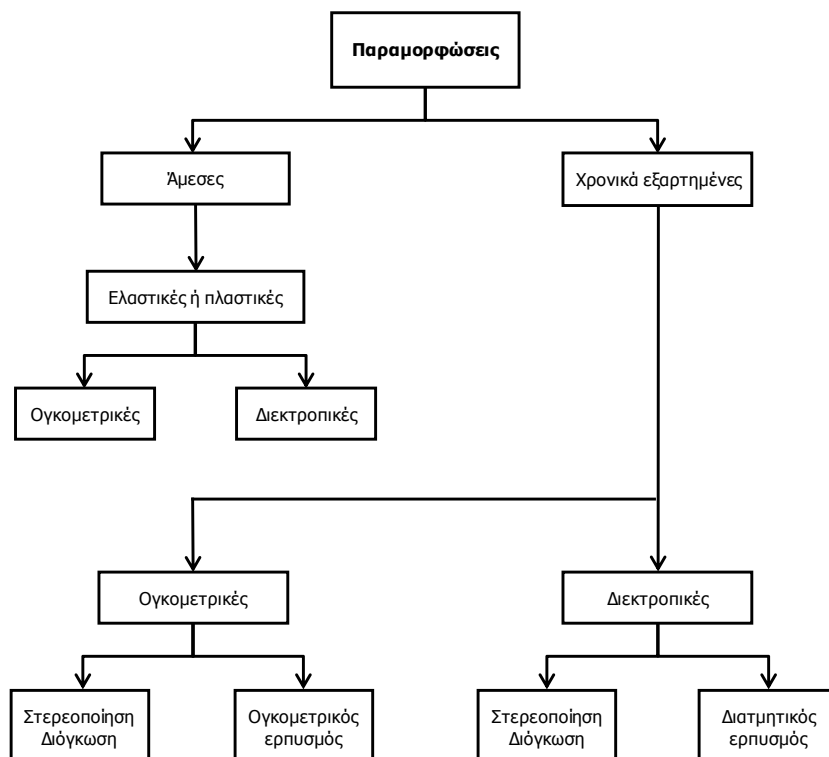 Παραμορφώσεις
Άμεσες
Χρονικά εξαρτημένες
Ελαστικές ή πλαστικές
Ογκομετρικές
Διεκτροπικές
Ογκομετρικές
Διεκτροπικές
Στερεοποίηση
Διόγκωση
Ογκομετρικός
ερπυσμός
Στερεοποίηση
Διόγκωση
Διατμητικός
ερπυσμός